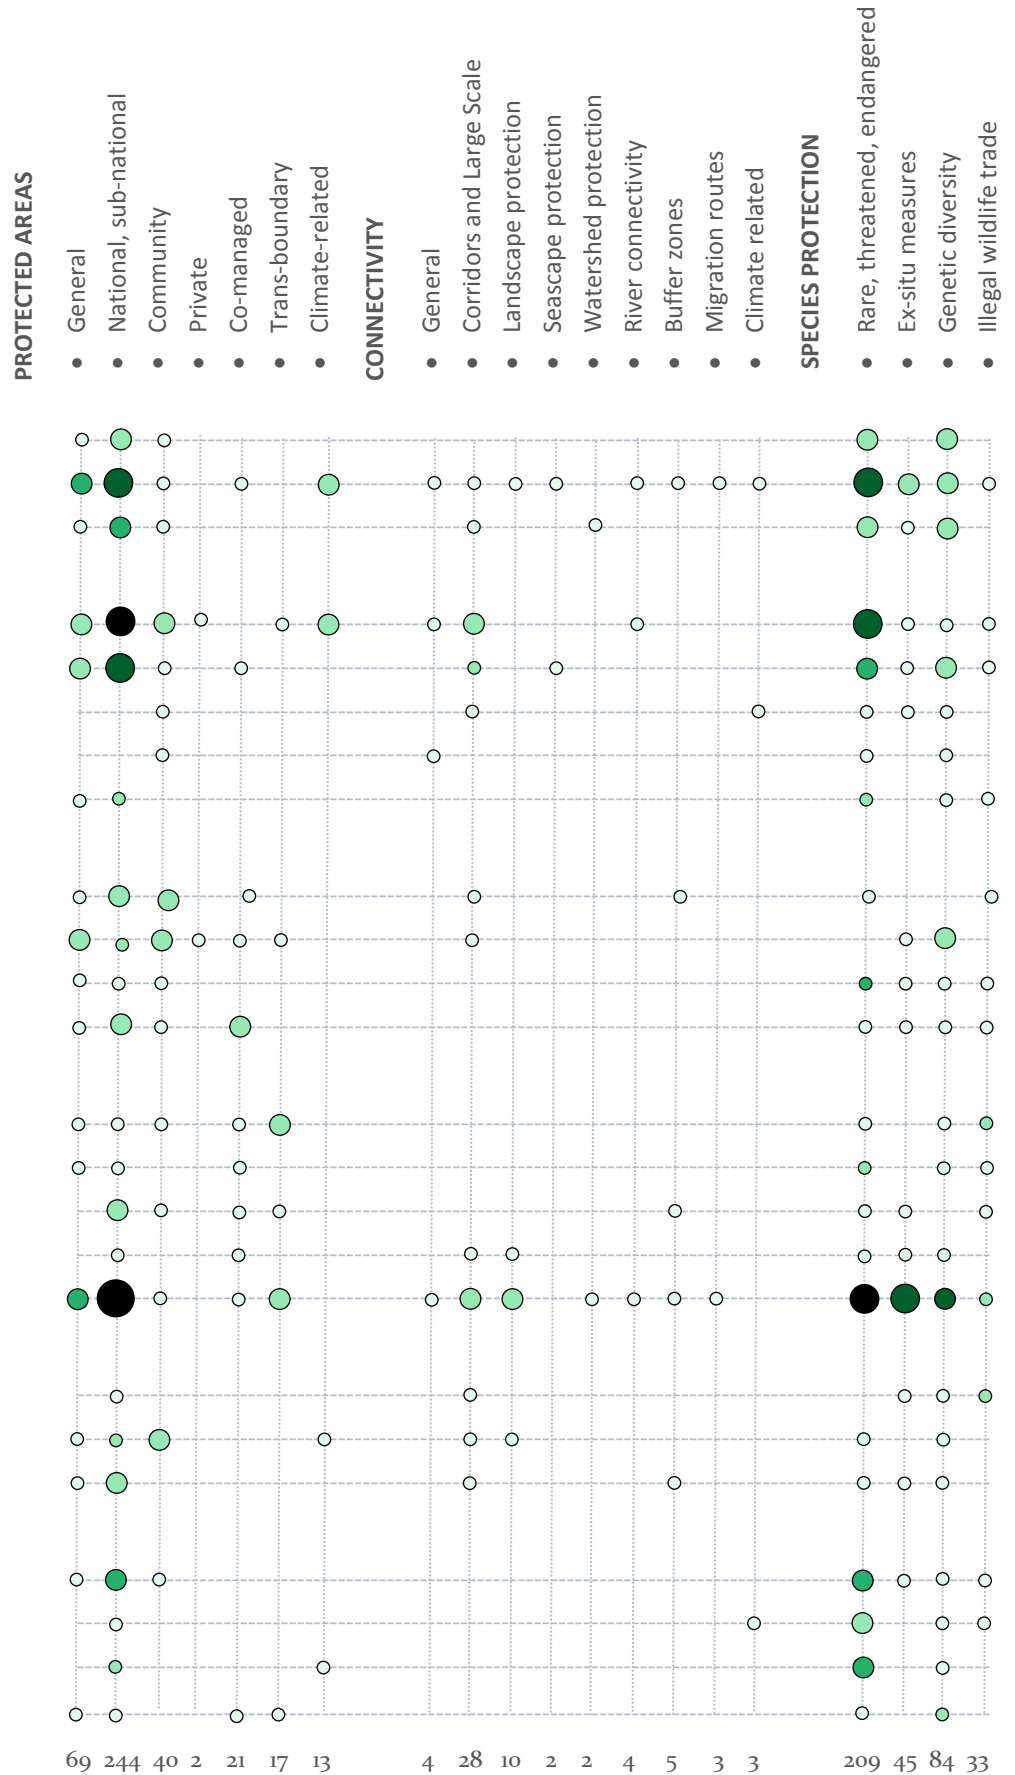 PROTECTED AREAS
• General
• National, sub-national
• Community
• Private
• Co-managed
• Trans-boundary
• Climate-related
CONNECTIVITY
• General
• Corridors and Large Scale
• Landscape protection
• Seascape protection
• Watershed protection
• River connectivity
• Buffer zones
• Migration routes
• Climate related
SPECIES PROTECTION
• Rare, threatened, endangered
• Ex-situ measures
• Genetic diversity
• Illegal wildlife trade
69 244 40 2 21 17 13 4 28 10 2 2 4 5 3 3 209 45 84 33